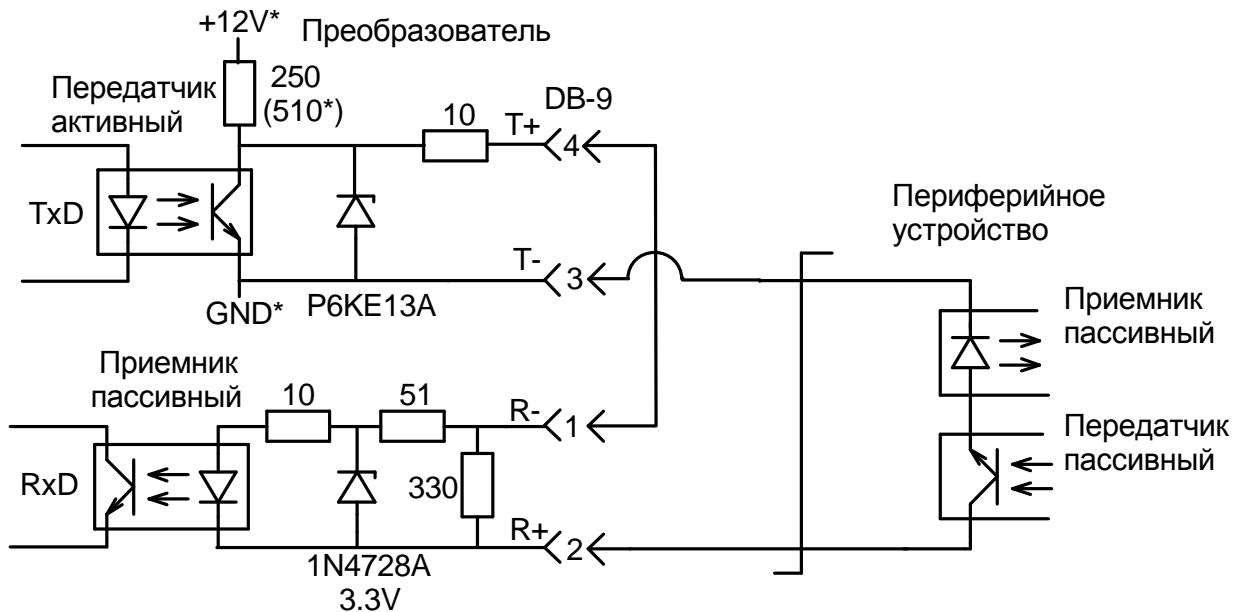 +12V*
Преобразователь
Передатчик
активный
250
(510*)
10
T+
DB-9
4
TxD
Периферийное
устройство
T-
3
GND*
P6KE13A
Приемник
пассивный
Приемник
пассивный
10
51
R-
1
Передатчик
пассивный
RxD
330
R+
2
1N4728A
3.3V